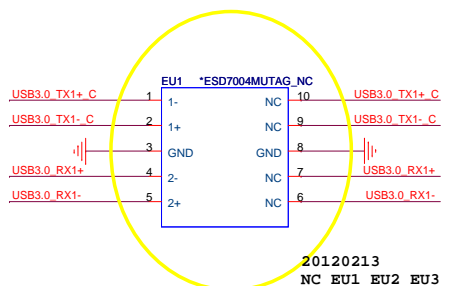 EU1 *ESD7004MUTAG_NC
USB3.0_TX1+_C 1 1- NC 10 USB3.0_TX1+_C
USB3.0_TX1-_C 2 1+ NC 9 USB3.0_TX1-_C
3 GND GND 8
USB3.0_RX1+ 4 2- NC 7 USB3.0_RX1+
USB3.0_RX1- 5 2+ NC 6 USB3.0_RX1-
20120213
NC EU1 EU2 EU3